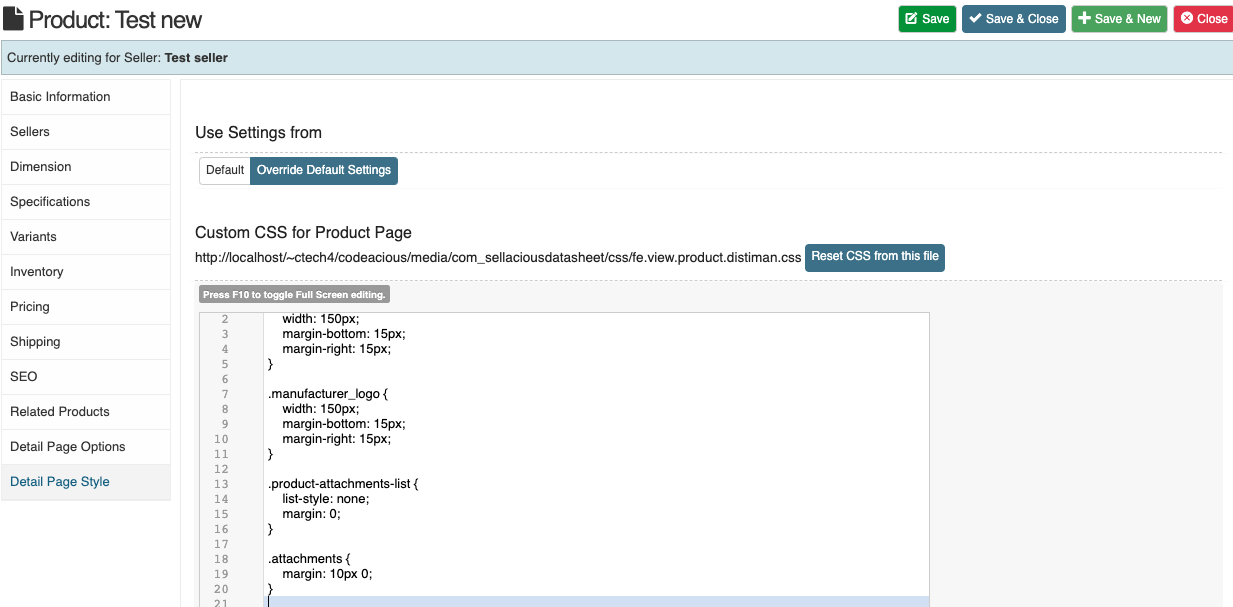 Product: Test new
Save
Save & Close
Save & New
Close
Currently editing for Seller: Test seller
Basic Information
Sellers
Dimension
Specifications
Variants
Inventory
Pricing
Shipping
SEO
Related Products
Detail Page Options
Detail Page Style
Use Settings from
Default
Override Default Settings
Custom CSS for Product Page
http://localhost/~ctech4/codeacious/media/com_sellaciousdatasheet/css/fe.view.product.distiman.css
Reset CSS from this file
Press F10 to toggle Full Screen editing.
2 width: 150px;
3 margin-bottom: 15px;
4 margin-right: 15px;
5 }
6
7 .manufacturer_logo {
8 width: 150px;
9 margin-bottom: 15px;
10 margin-right: 15px;
11 }
12
13 .product-attachments-list {
14 list-style: none;
15 margin: 0;
16 }
17
18 .attachments {
19 margin: 10px 0;
20 }
21